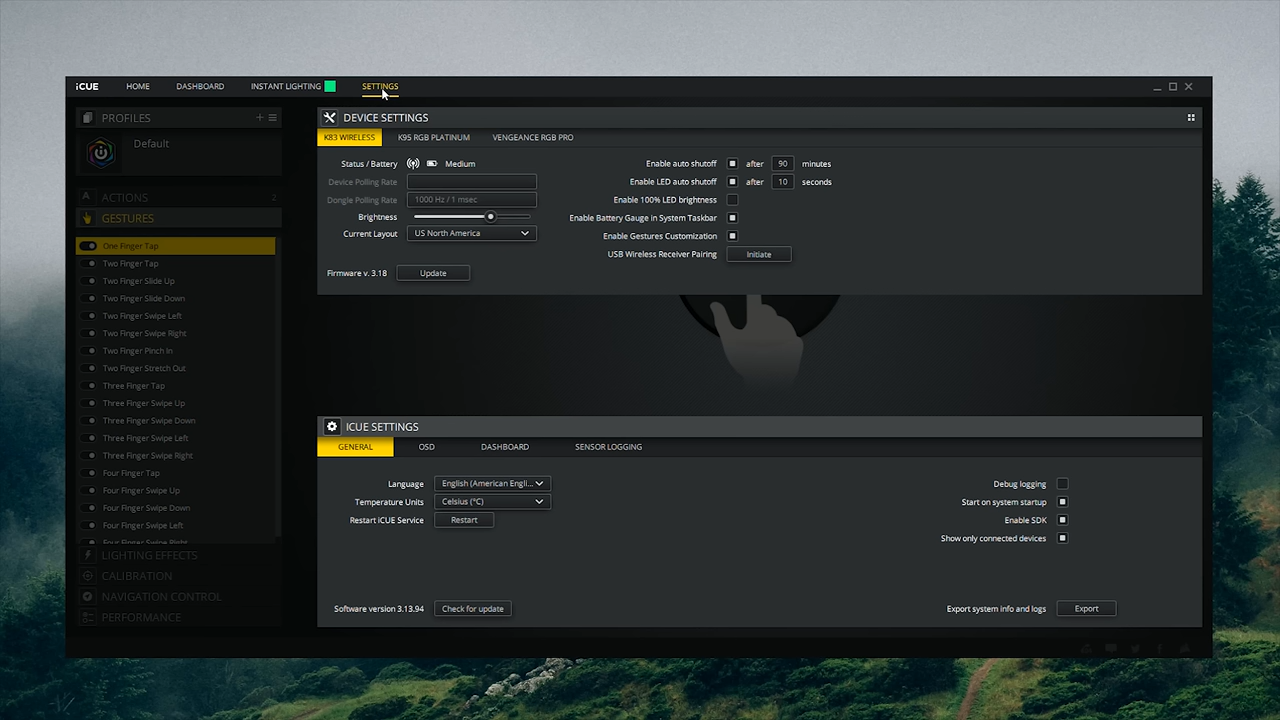 iCUE HOME DASHBOARD INSTANT LIGHTING SETTINGS
PROFILES
Default
ACTIONS 2
GESTURES
One Finger Tap
Two Finger Tap
Two Finger Slide Up
Two Finger Slide Down
Two Finger Swipe Left
Two Finger Swipe Right
Two Finger Pinch In
Two Finger Stretch Out
Three Finger Tap
Three Finger Swipe Up
Three Finger Swipe Down
Three Finger Swipe Left
Three Finger Swipe Right
Four Finger Tap
Four Finger Swipe Up
Four Finger Swipe Down
Four Finger Swipe Left
Four Finger Swipe Right
LIGHTING EFFECTS
CALIBRATION
NAVIGATION CONTROL
PERFORMANCE
DEVICE SETTINGS
K83 WIRELESS K95 RGB PLATINUM VENGEANCE RGB PRO
Status / Battery Medium
Device Polling Rate
Dongle Polling Rate 1000 Hz / 1 msec
Brightness
Current Layout US North America
Firmware v. 3.18 Update
Enable auto shutoff after 90 minutes
Enable LED auto shutoff after 10 seconds
Enable 100% LED brightness
Enable Battery Gauge in System Taskbar
Enable Gestures Customization
USB Wireless Receiver Pairing Initiate
ICUE SETTINGS
GENERAL OSD DASHBOARD SENSOR LOGGING
Language English (American Engli...
Temperature Units Celsius (°C)
Restart iCUE Service Restart
Debug logging
Start on system startup
Enable SDK
Show only connected devices
Software version 3.13.94 Check for update
Export system info and logs Export